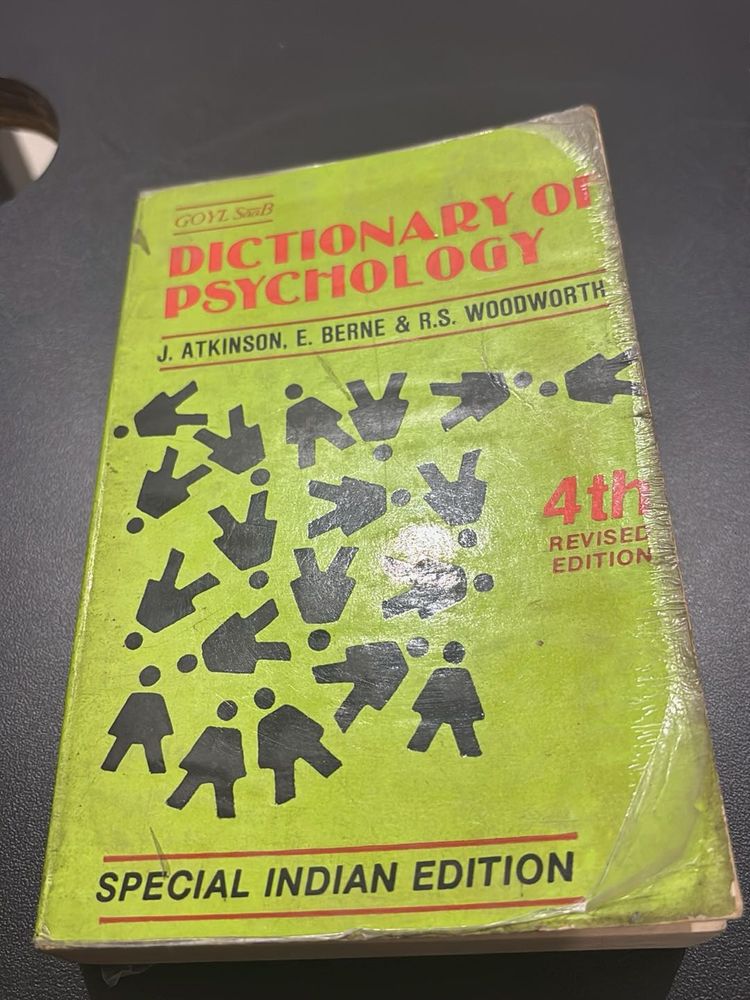 GOYL SaaB
DICTIONARY OF
PSYCHOLOGY
J. ATKINSON, E. BERNE & R.S. WOODWORTH
4th
REVISED
EDITION
SPECIAL INDIAN EDITION